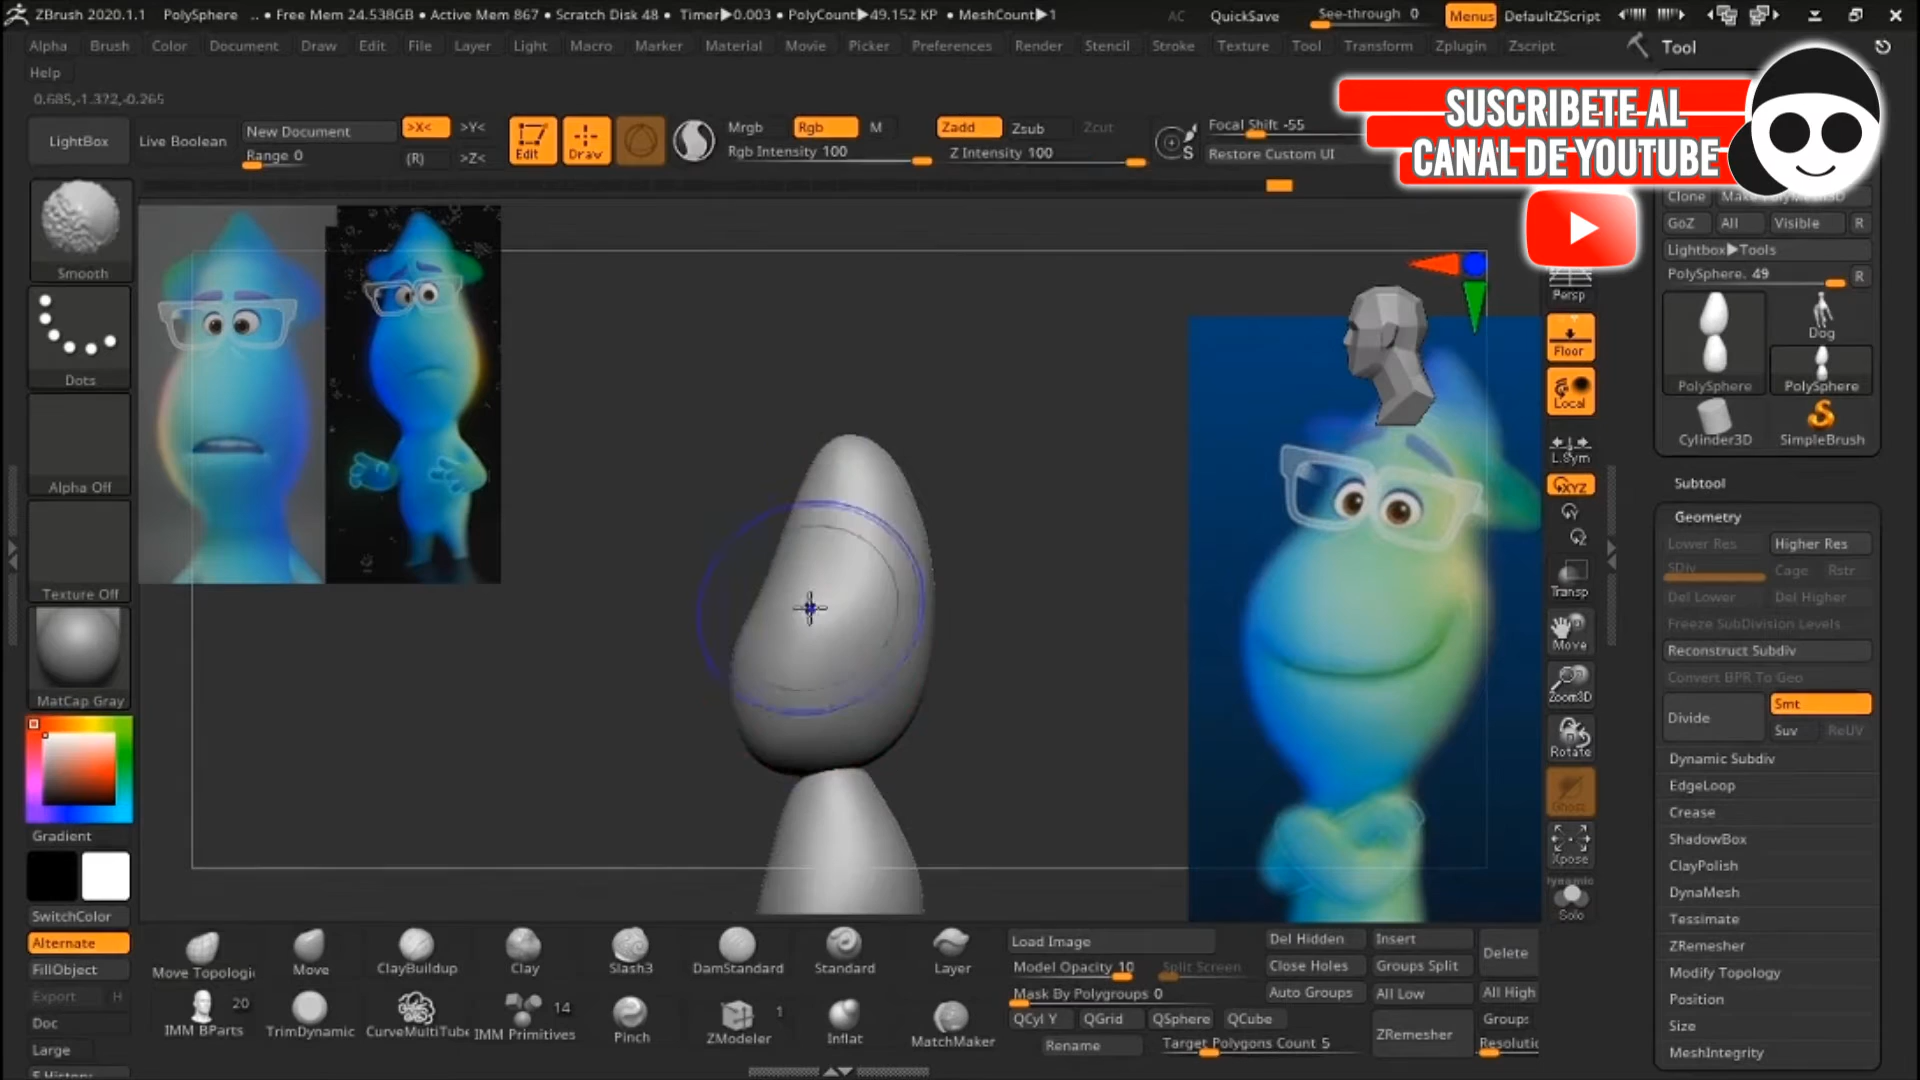 ZBrush 2020.1.1 PolySphere .. • Free Mem 24.538GB • Active Mem 867 • Scratch Disk 48 • Timer▶0.003 • PolyCount▶49.152 KP • MeshCount▶1 AC QuickSave See-through 0 Menus DefaultZScript
Alpha Brush Color Document Draw Edit File Layer Light Macro Marker Material Movie Picker Preferences Render Stencil Stroke Texture Tool Transform Zplugin Zscript Tool
Help
0.685,-1.372,-0.265
SUSCRIBETE AL
CANAL DE YOUTUBE
LightBox Live Boolean New Document >X< >Y< Edit Draw Mrgb Rgb M Zadd Zsub Zcut Focal Shift -55
Range 0 (R) >Z< Rgb Intensity 100 Z Intensity 100 S Restore Custom UI
Clone
GoZ All Visible R
Lightbox▶Tools
PolySphere. 49 R
Smooth
Persp
Dog
Floor
Dots
PolySphere PolySphere
Local
Cylinder3D SimpleBrush
L.Sym
Alpha Off
XYZ
Subtool
Geometry
Lower Res Higher Res
SDiv Cage Rstr
Texture Off
Transp
Del Lower Del Higher
Freeze SubDivision Levels
Move
Reconstruct Subdiv
Convert BPR To Geo
MatCap Gray
Zoom3D
Smt
Divide
Suv ReUV
Rotate
Dynamic Subdiv
EdgeLoop
Ghost
Crease
Gradient
ShadowBox
Xpose
ClayPolish
Dynamic
DynaMesh
Solo
SwitchColor
Tessimate
Alternate
FillObject
Export H
Doc
Large
Move Topologic Move ClayBuildup Clay Slash3 DamStandard Standard Layer
IMM BParts 20 TrimDynamic CurveMultiTube IMM Primitives 14 Pinch ZModeler 1 Inflat MatchMaker
Load Image Del Hidden Insert Delete
Model Opacity 10 Split Screen Close Holes Groups Split
Mask By Polygroups 0 Auto Groups All Low All High
QCyl Y QGrid QSphere QCube ZRemesher Groups
Rename Target Polygons Count 5
ZRemesher
Modify Topology
Position
Size
MeshIntegrity